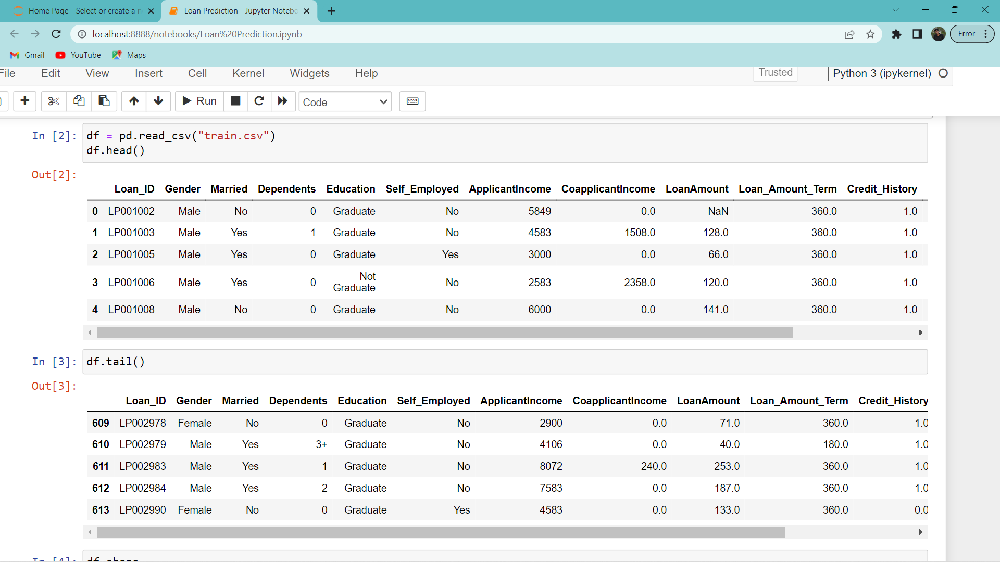 Home Page - Select or create a n
Loan Prediction - Jupyter Notebo
localhost:8888/notebooks/Loan%20Prediction.ipynb
Error
Gmail YouTube Maps
File Edit View Insert Cell Kernel Widgets Help Trusted Python 3 (ipykernel)
Run Code
In [2]: df = pd.read_csv("train.csv")
df.head()
Out[2]:
Loan_ID Gender Married Dependents Education Self_Employed ApplicantIncome CoapplicantIncome LoanAmount Loan_Amount_Term Credit_History
0 LP001002 Male No 0 Graduate No 5849 0.0 NaN 360.0 1.0
1 LP001003 Male Yes 1 Graduate No 4583 1508.0 128.0 360.0 1.0
2 LP001005 Male Yes 0 Graduate Yes 3000 0.0 66.0 360.0 1.0
3 LP001006 Male Yes 0 Not Graduate No 2583 2358.0 120.0 360.0 1.0
4 LP001008 Male No 0 Graduate No 6000 0.0 141.0 360.0 1.0
In [3]: df.tail()
Out[3]:
Loan_ID Gender Married Dependents Education Self_Employed ApplicantIncome CoapplicantIncome LoanAmount Loan_Amount_Term Credit_History
609 LP002978 Female No 0 Graduate No 2900 0.0 71.0 360.0 1.0
610 LP002979 Male Yes 3+ Graduate No 4106 0.0 40.0 180.0 1.0
611 LP002983 Male Yes 1 Graduate No 8072 240.0 253.0 360.0 1.0
612 LP002984 Male Yes 2 Graduate No 7583 0.0 187.0 360.0 1.0
613 LP002990 Female No 0 Graduate Yes 4583 0.0 133.0 360.0 0.0
In [4]: df.shape